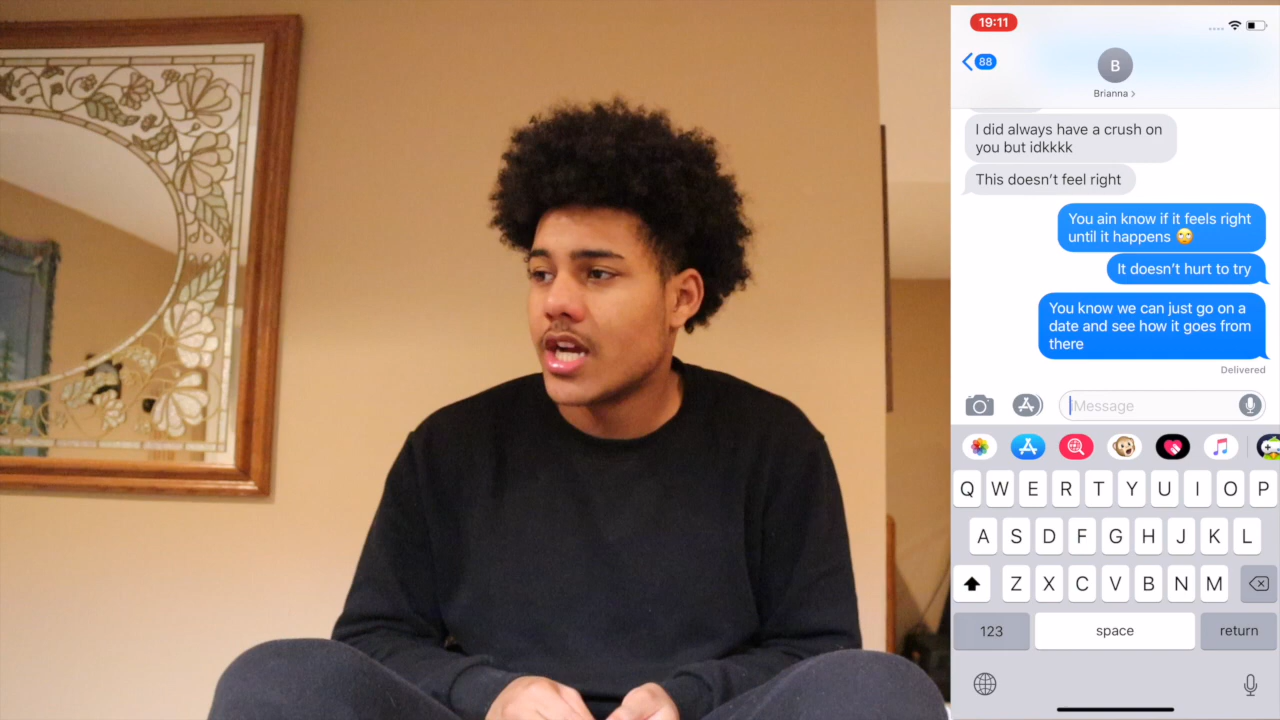 19:11
88
B
Brianna >
I did always have a crush on
you but idkkkk
This doesn’t feel right
You ain know if it feels right
until it happens 🙄
It doesn’t hurt to try
You know we can just go on a
date and see how it goes from
there
Delivered
iMessage
Q W E R T Y U I O P
A S D F G H J K L
Z X C V B N M
123 space return